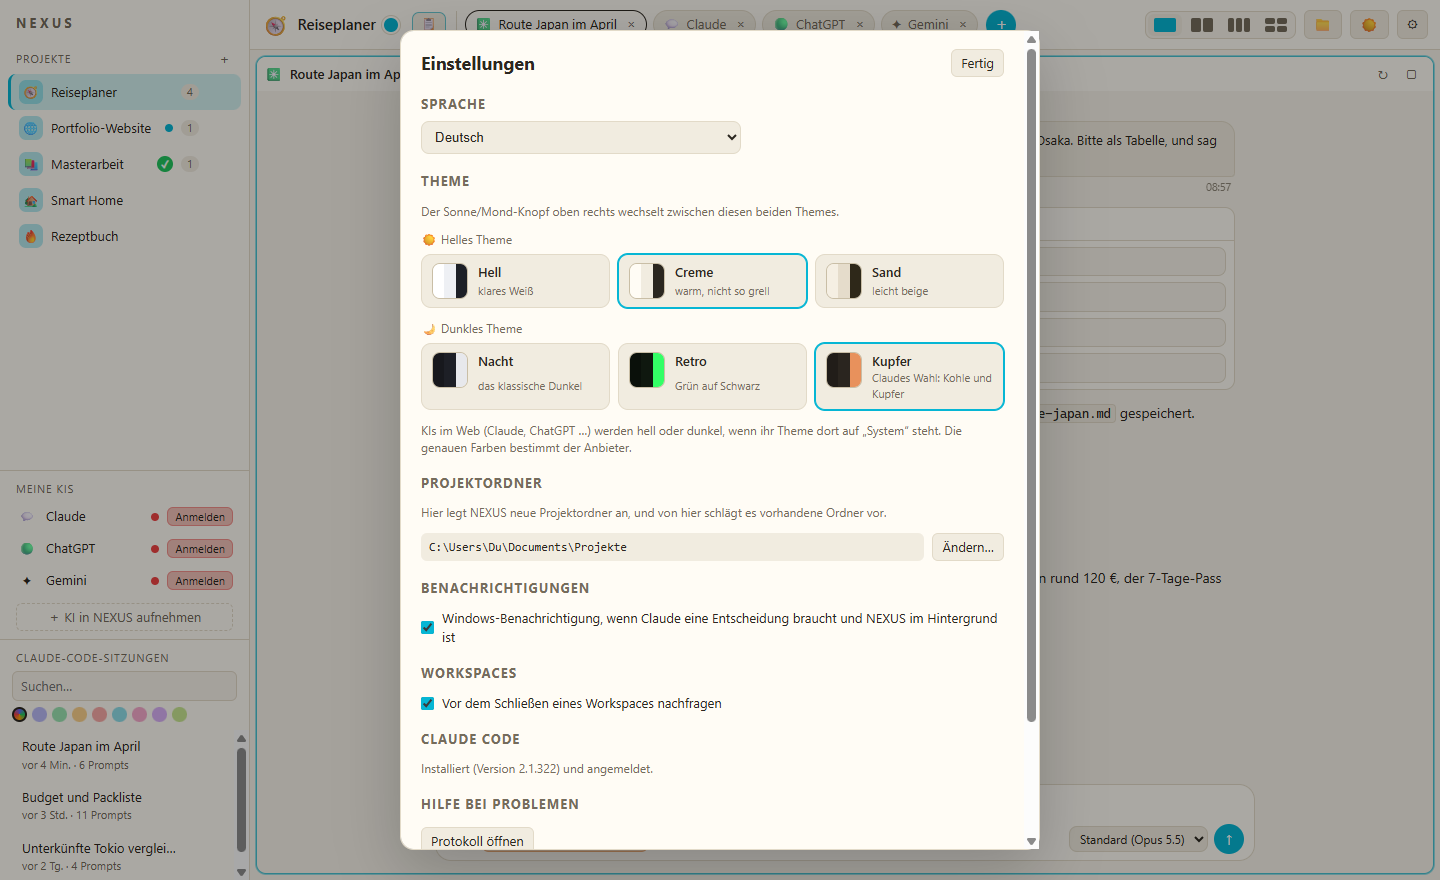 NEXUS
Reiseplaner
Route Japan im April ×
Claude ×
ChatGPT ×
Gemini ×
+
PROJEKTE +
Reiseplaner 4
Portfolio-Website 1
Masterarbeit 1
Smart Home
Rezeptbuch
MEINE KIS
Claude Anmelden
ChatGPT Anmelden
Gemini Anmelden
+ KI in NEXUS aufnehmen
CLAUDE-CODE-SITZUNGEN
Suchen...
Route Japan im April
vor 4 Min. · 6 Prompts
Budget und Packliste
vor 3 Std. · 11 Prompts
Unterkünfte Tokio verglei...
vor 2 Tg. · 4 Prompts
Route Japan im Ap
Osaka. Bitte als Tabelle, und sag
08:57
e-japan.md gespeichert.
n rund 120 €, der 7-Tage-Pass
Standard (Opus 5.5)
Einstellungen
Fertig
SPRACHE
Deutsch
THEME
Der Sonne/Mond-Knopf oben rechts wechselt zwischen diesen beiden Themes.
Helles Theme
Hell
klares Weiß
Creme
warm, nicht so grell
Sand
leicht beige
Dunkles Theme
Nacht
das klassische Dunkel
Retro
Grün auf Schwarz
Kupfer
Claudes Wahl: Kohle und
Kupfer
KIs im Web (Claude, ChatGPT ...) werden hell oder dunkel, wenn ihr Theme dort auf „System“ steht. Die
genauen Farben bestimmt der Anbieter.
PROJEKTORDNER
Hier legt NEXUS neue Projektordner an, und von hier schlägt es vorhandene Ordner vor.
C:\Users\Du\Documents\Projekte
Ändern...
BENACHRICHTIGUNGEN
Windows-Benachrichtigung, wenn Claude eine Entscheidung braucht und NEXUS im Hintergrund
ist
WORKSPACES
Vor dem Schließen eines Workspaces nachfragen
CLAUDE CODE
Installiert (Version 2.1.322) und angemeldet.
HILFE BEI PROBLEMEN
Protokoll öffnen